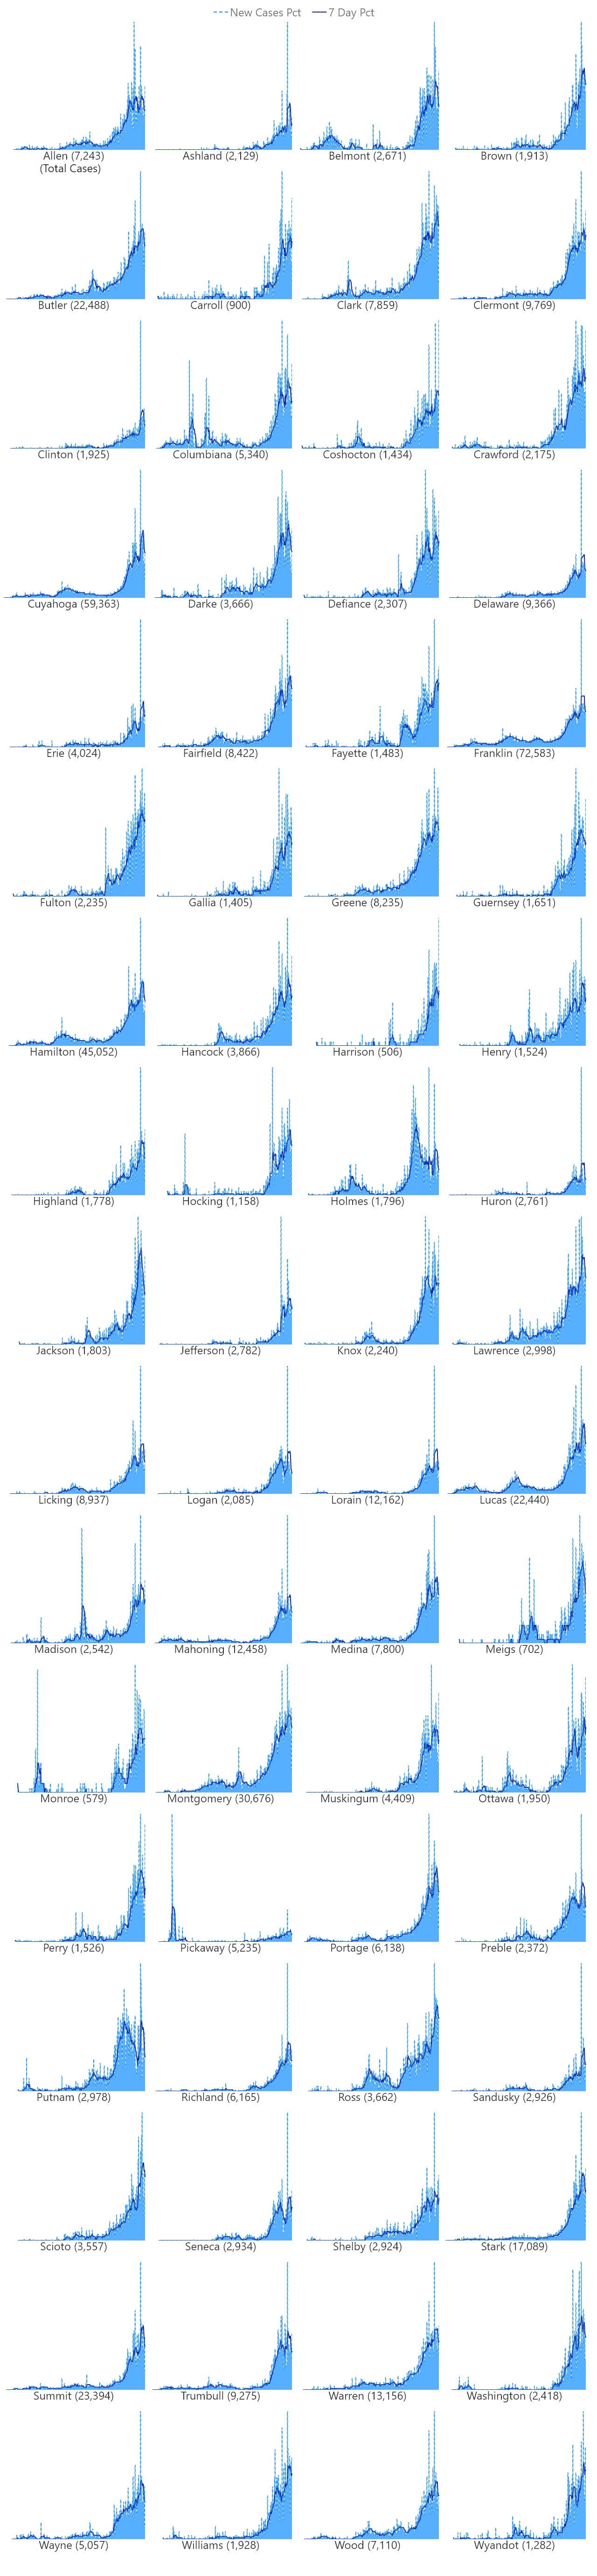 New Cases Pct 7 Day Pct
Allen (7,243) Ashland (2,129) Belmont (2,671) Brown (1,913)
(Total Cases)
Butler (22,488) Carroll (900) Clark (7,859) Clermont (9,769)
Clinton (1,925) Columbiana (5,340) Coshocton (1,434) Crawford (2,175)
Cuyahoga (59,363) Darke (3,666) Defiance (2,307) Delaware (9,366)
Erie (4,024) Fairfield (8,422) Fayette (1,483) Franklin (72,583)
Fulton (2,235) Gallia (1,405) Greene (8,235) Guernsey (1,651)
Hamilton (45,052) Hancock (3,866) Harrison (506) Henry (1,524)
Highland (1,778) Hocking (1,158) Holmes (1,796) Huron (2,761)
Jackson (1,803) Jefferson (2,782) Knox (2,240) Lawrence (2,998)
Licking (8,937) Logan (2,085) Lorain (12,162) Lucas (22,440)
Madison (2,542) Mahoning (12,458) Medina (7,800) Meigs (702)
Monroe (579) Montgomery (30,676) Muskingum (4,409) Ottawa (1,950)
Perry (1,526) Pickaway (5,235) Portage (6,138) Preble (2,372)
Putnam (2,978) Richland (6,165) Ross (3,662) Sandusky (2,926)
Scioto (3,557) Seneca (2,934) Shelby (2,924) Stark (17,089)
Summit (23,394) Trumbull (9,275) Warren (13,156) Washington (2,418)
Wayne (5,057) Williams (1,928) Wood (7,110) Wyandot (1,282)